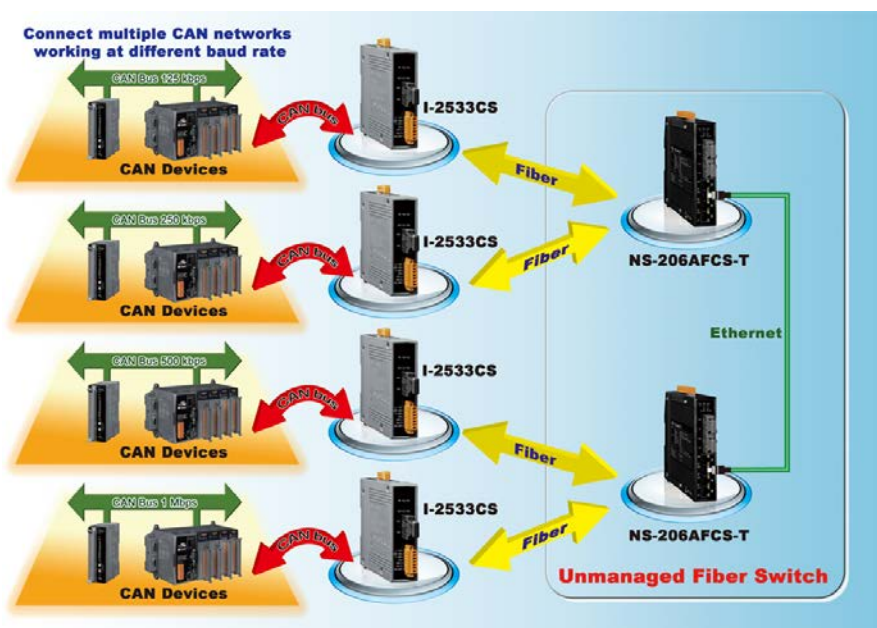 Connect multiple CAN networks
working at different baud rate
CAN Bus 125 kbps
CAN Devices
CAN bus
I-2533CS
Fiber
NS-206AFCS-T
CAN Bus 250 kbps
CAN Devices
CAN bus
I-2533CS
Fiber
Ethernet
CAN Bus 500 kbps
CAN Devices
CAN bus
I-2533CS
Fiber
NS-206AFCS-T
CAN Bus 1 Mbps
CAN Devices
CAN bus
I-2533CS
Fiber
Unmanaged Fiber Switch